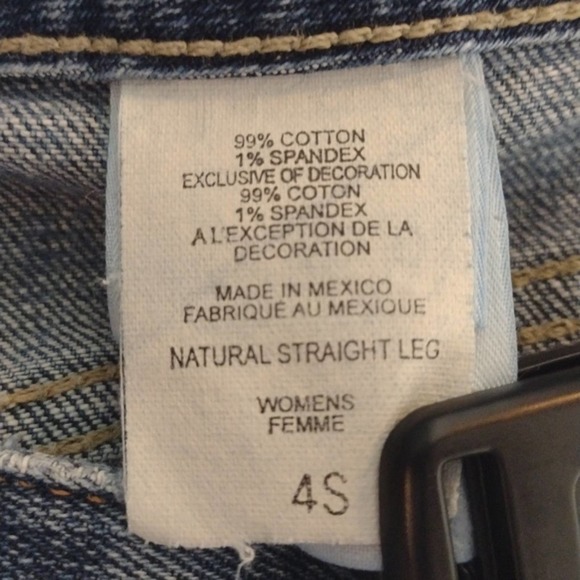 99% COTTON
1% SPANDEX
EXCLUSIVE OF DECORATION
99% COTON
1% SPANDEX
A L'EXCEPTION DE LA
DECORATION
MADE IN MEXICO
FABRIQUÉ AU MEXIQUE
NATURAL STRAIGHT LEG
WOMENS
FEMME
4S